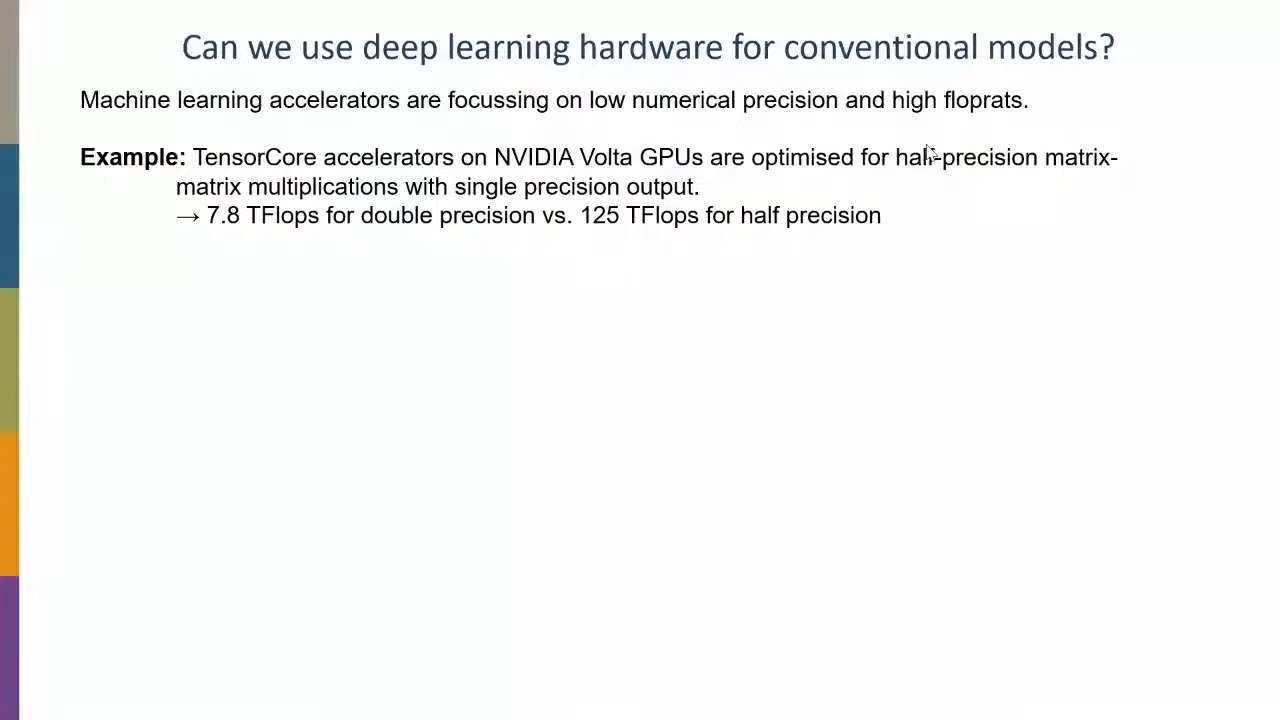 Can we use deep learning hardware for conventional models?
Machine learning accelerators are focussing on low numerical precision and high floprats.
Example: TensorCore accelerators on NVIDIA Volta GPUs are optimised for half-precision matrix-
matrix multiplications with single precision output.
→ 7.8 TFlops for double precision vs. 125 TFlops for half precision